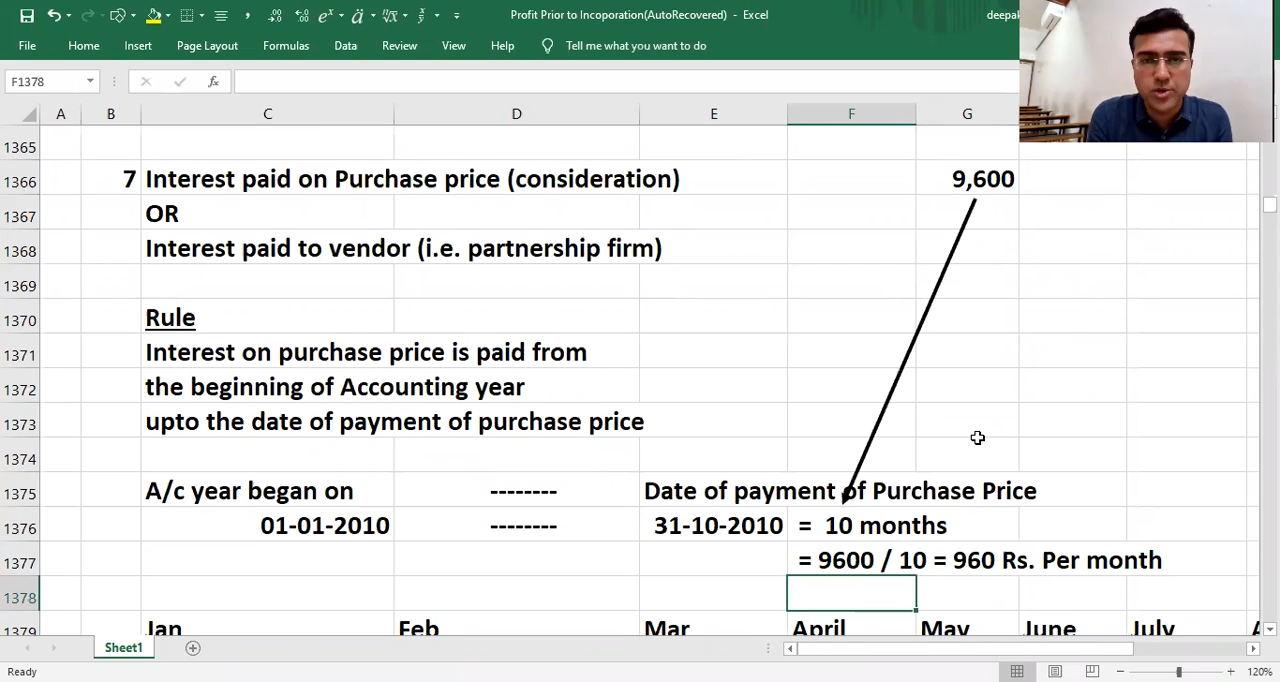 Profit Prior to Incoporation(AutoRecovered) - Excel
deepak
File Home Insert Page Layout Formulas Data Review View Help Tell me what you want to do
F1378
fx
A B C D E F G
1365
1366 7 Interest paid on Purchase price (consideration) 9,600
1367 OR
1368 Interest paid to vendor (i.e. partnership firm)
1369
1370 Rule
1371 Interest on purchase price is paid from
1372 the beginning of Accounting year
1373 upto the date of payment of purchase price
1374
1375 A/c year began on -------- Date of payment of Purchase Price
1376 01-01-2010 -------- 31-10-2010 = 10 months
1377 = 9600 / 10 = 960 Rs. Per month
1378
1379 Jan Feb Mar April May June July A
Sheet1
Ready
120%